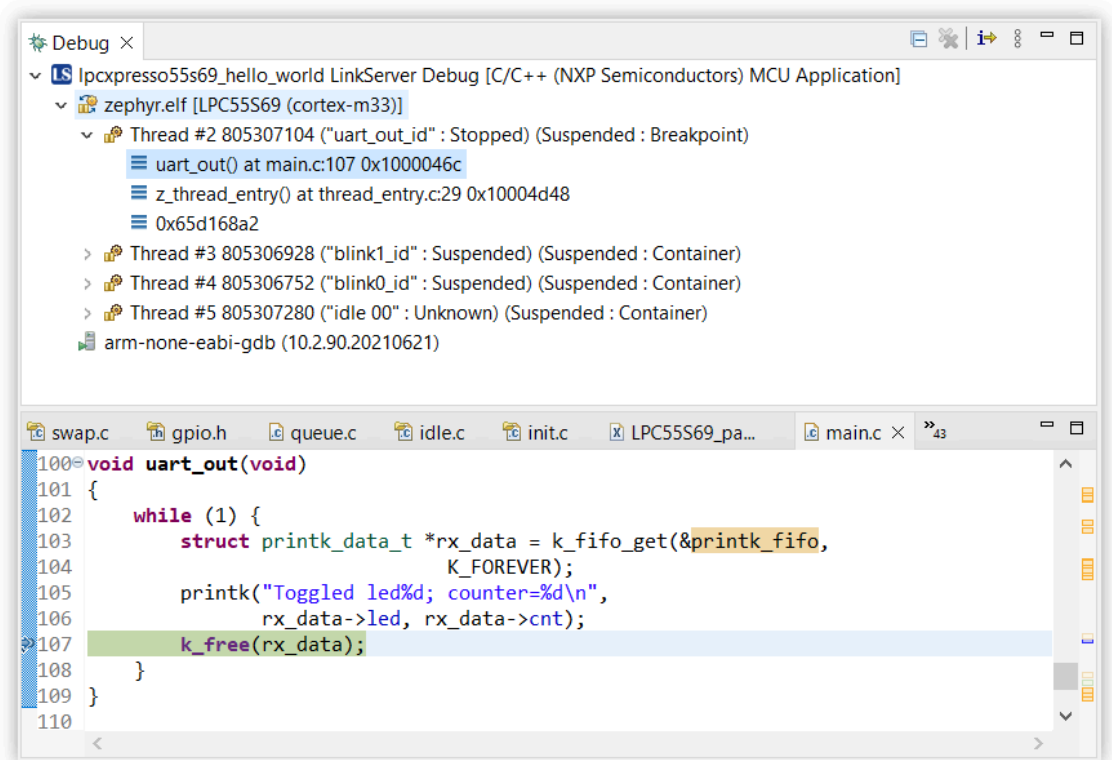 Debug
LS lpcxpresso55s69_hello_world LinkServer Debug [C/C++ (NXP Semiconductors) MCU Application]
zephyr.elf [LPC55S69 (cortex-m33)]
Thread #2 805307104 ("uart_out_id" : Stopped) (Suspended : Breakpoint)
uart_out() at main.c:107 0x1000046c
z_thread_entry() at thread_entry.c:29 0x10004d48
0x65d168a2
Thread #3 805306928 ("blink1_id" : Suspended) (Suspended : Container)
Thread #4 805306752 ("blink0_id" : Suspended) (Suspended : Container)
Thread #5 805307280 ("idle 00" : Unknown) (Suspended : Container)
arm-none-eabi-gdb (10.2.90.20210621)
swap.c gpio.h queue.c idle.c init.c LPC55S69_pa... main.c »43
100 void uart_out(void)
101 {
102 while (1) {
103 struct printk_data_t *rx_data = k_fifo_get(&printk_fifo,
104 K_FOREVER);
105 printk("Toggled led%d; counter=%d\n",
106 rx_data->led, rx_data->cnt);
107 k_free(rx_data);
108 }
109 }
110